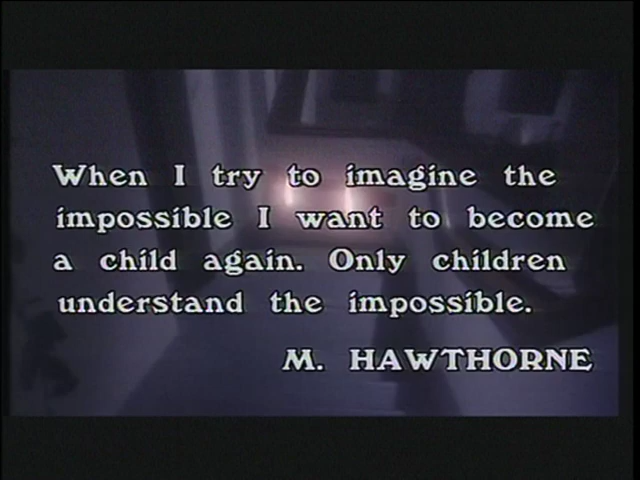 When I try to imagine the
impossible I want to become
a child again. Only children
understand the impossible.
M. HAWTHORNE